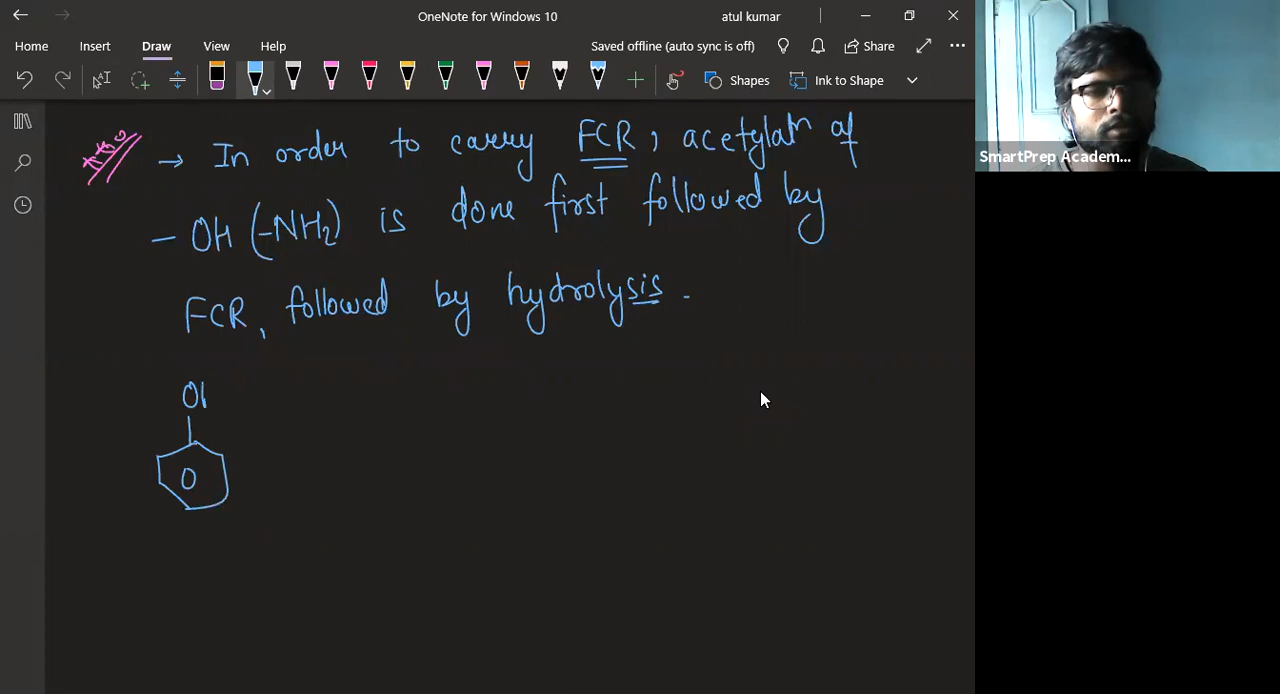 OneNote for Windows 10
atul kumar
Home Insert Draw View Help
Saved offline (auto sync is off)
Share
Shapes
Ink to Shape
→ In order to carry FCR, acetylatⁿ of
- OH (-NH₂) is done first followed by
FCR, followed by hydrolysis.
SmartPrep Academ...